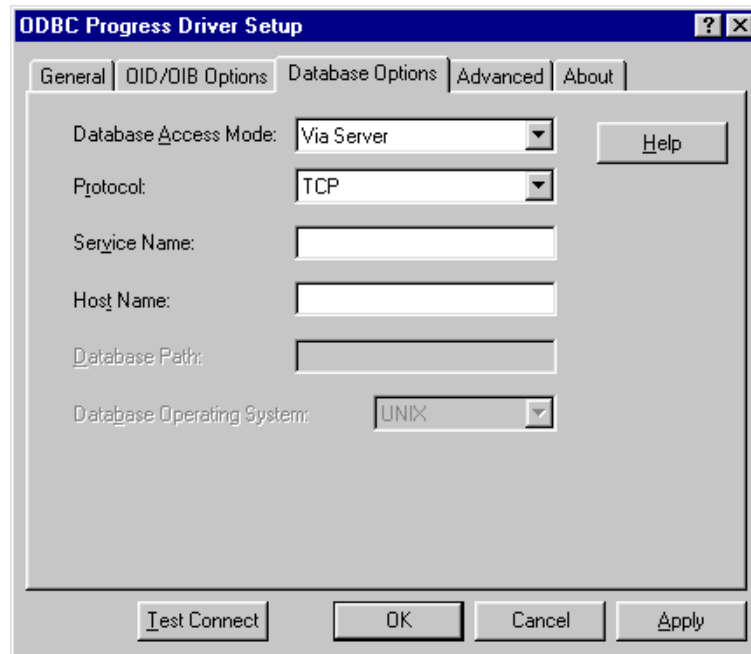 ODBC Progress Driver Setup
General OID/OIB Options Database Options Advanced About
Database Access Mode: Via Server Help
Protocol: TCP
Service Name:
Host Name:
Database Path:
Database Operating System: UNIX
Test Connect OK Cancel Apply